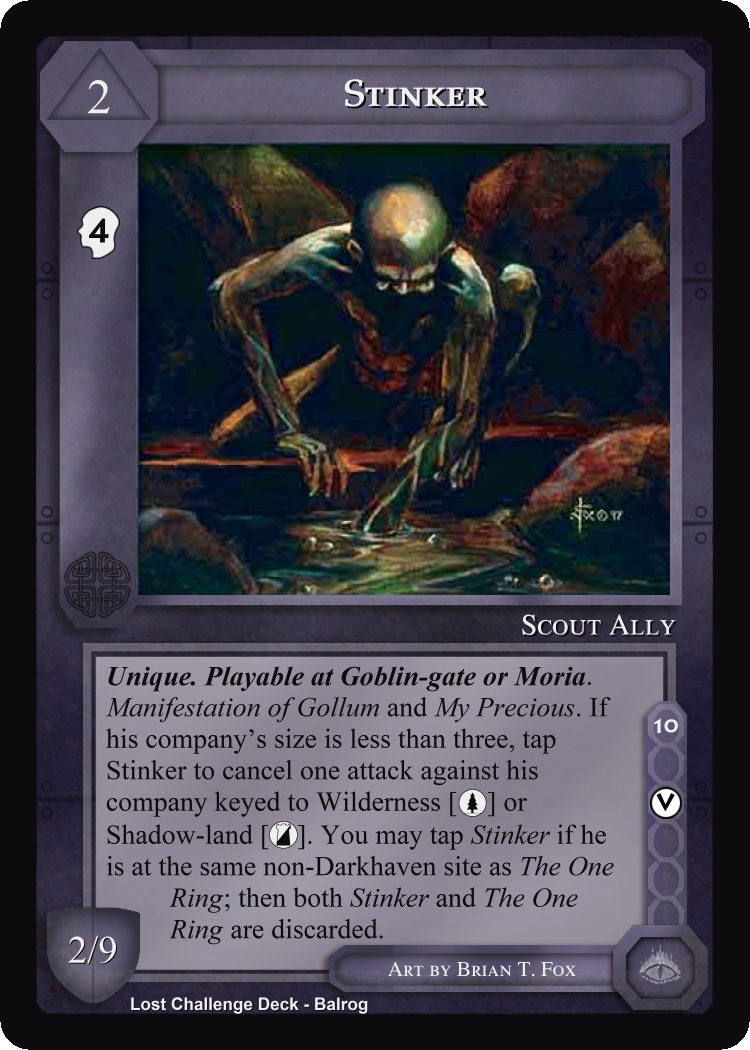 2
STINKER
4
SCOUT ALLY
Unique. Playable at Goblin-gate or Moria.
Manifestation of Gollum and My Precious. If
his company's size is less than three, tap
Stinker to cancel one attack against his
company keyed to Wilderness [] or
Shadow-land []. You may tap Stinker if he
is at the same non-Darkhaven site as The One
Ring; then both Stinker and The One
Ring are discarded.
10
V
2/9
ART BY BRIAN T. FOX
Lost Challenge Deck - Balrog